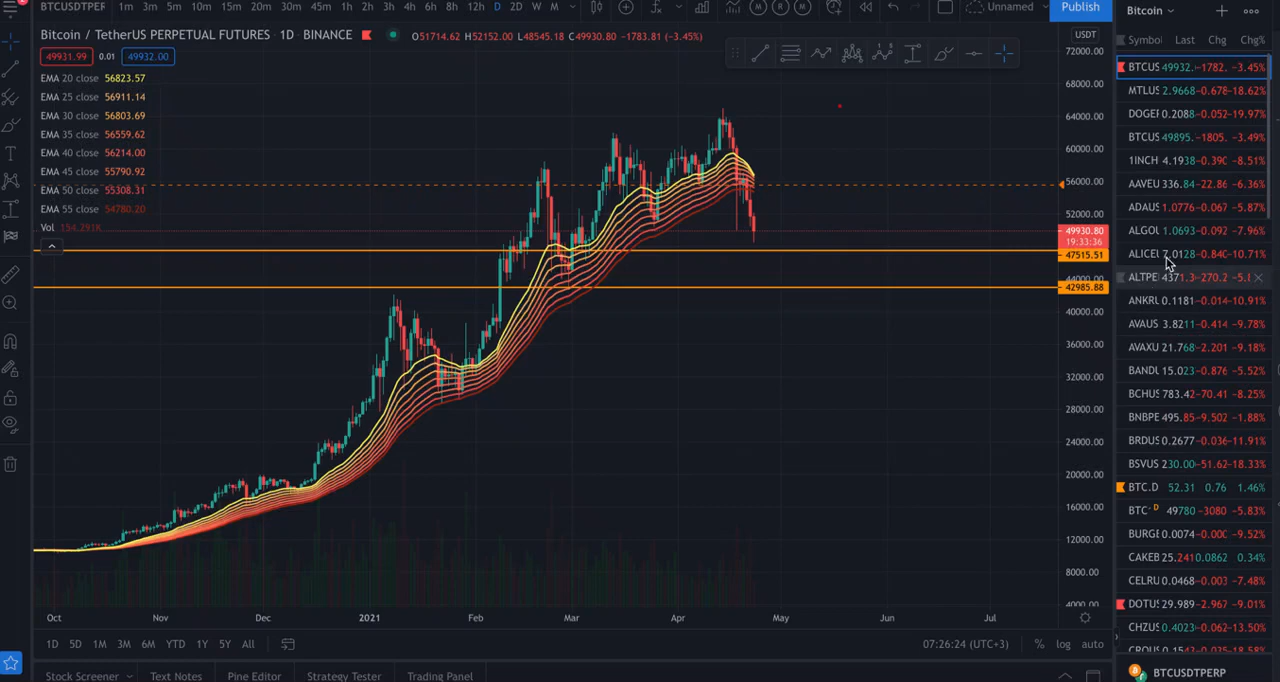 BTCUSDTPERP 1m 3m 5m 10m 15m 20m 30m 45m 1h 2h 3h 4h 6h 8h 12h D 2D W M Unnamed Publish
Bitcoin / TetherUS PERPETUAL FUTURES · 1D · BINANCE O51714.62 H52152.00 L48545.18 C49930.80 −1783.81 (−3.45%)
49931.99 0.01 49932.00
EMA 20 close 56823.57
EMA 25 close 56911.14
EMA 30 close 56803.69
EMA 35 close 56559.62
EMA 40 close 56214.00
EMA 45 close 55790.92
EMA 50 close 55308.31
EMA 55 close 54780.20
Vol 154.791K
USDT
72000.00
68000.00
64000.00
60000.00
56000.00
52000.00
49930.80
19:33:36
47515.51
44000.00
42985.88
40000.00
36000.00
32000.00
28000.00
24000.00
20000.00
16000.00
12000.00
8000.00
4000.00
Oct Nov Dec 2021 Feb Mar Apr May Jun Jul
1D 5D 1M 3M 6M YTD 1Y 5Y All 07:26:24 (UTC+3) % log auto
Stock Screener Text Notes Pine Editor Strategy Tester Trading Panel
Bitcoin
Symbol Last Chg Chg%
BTCUS 49932. −1782. −3.45%
MTLUS 2.9668 −0.678 −18.62%
DOGEF 0.2088 −0.052 −19.97%
BTCUS 49895. −1805. −3.49%
1INCH 4.1938 −0.390 −8.51%
AAVEU 336.84 −22.86 −6.36%
ADAUS 1.0776 −0.067 −5.87%
ALGOU 1.0693 −0.092 −7.96%
ALICEU 7.0128 −0.840 −10.71%
ALTPE 4371.3 −270.2 −5.8
ANKRU 0.1181 −0.014 −10.91%
AVAUS 3.8211 −0.414 −9.78%
AVAXU 21.768 −2.201 −9.18%
BANDU 15.023 −0.876 −5.52%
BCHUS 783.42 −70.41 −8.25%
BNBPE 495.85 −9.502 −1.88%
BRDUS 0.2677 −0.036 −11.91%
BSVUS 230.00 −51.62 −18.33%
BTC.D 52.31 0.76 1.46%
BTC- D 49780 −3080 −5.83%
BURGE 0.0074 −0.000 −9.52%
CAKEB 25.241 0.0862 0.34%
CELRU 0.0468 −0.003 −7.48%
DOTUS 29.989 −2.967 −9.01%
CHZUS 0.4023 −0.062 −13.50%
BTCUSDTPERP